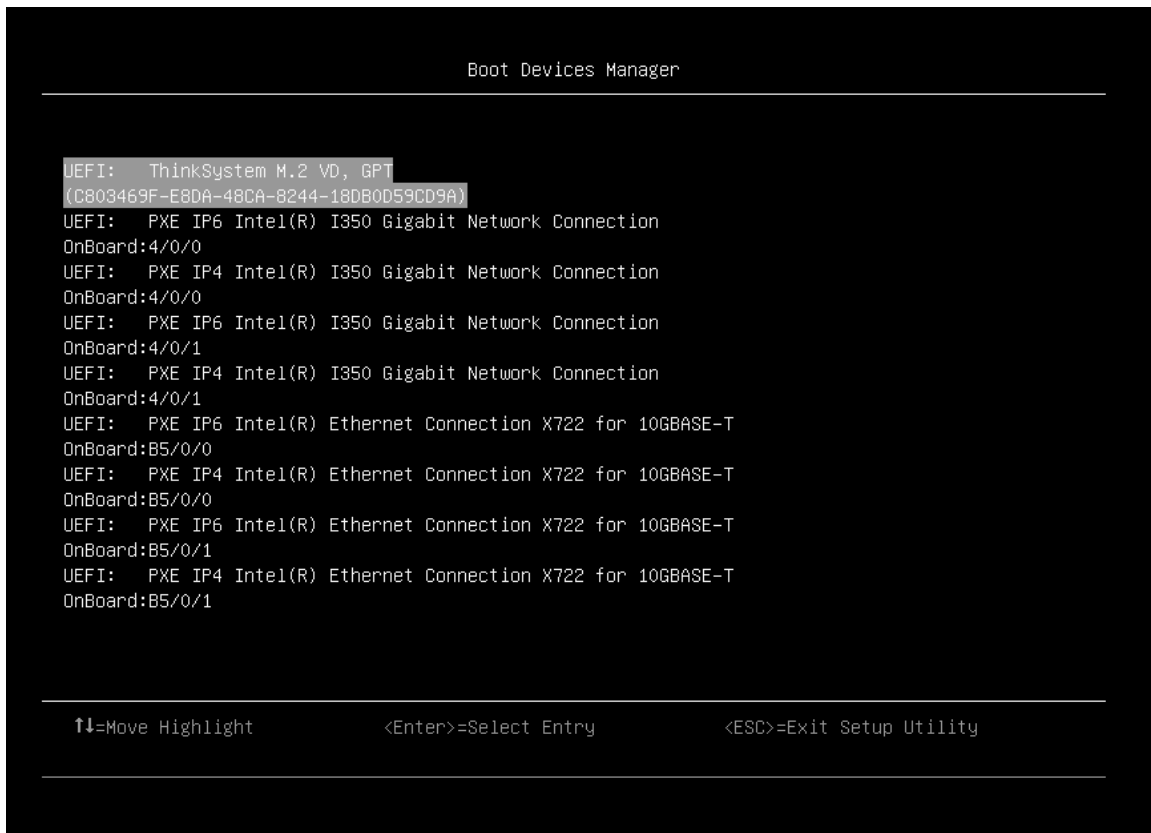 Boot Devices Manager
UEFI:   ThinkSystem M.2 VD, GPT
(C803469F-E8DA-48CA-8244-18DB0D59CD9A)
UEFI:   PXE IP6 Intel(R) I350 Gigabit Network Connection
OnBoard:4/0/0
UEFI:   PXE IP4 Intel(R) I350 Gigabit Network Connection
OnBoard:4/0/0
UEFI:   PXE IP6 Intel(R) I350 Gigabit Network Connection
OnBoard:4/0/1
UEFI:   PXE IP4 Intel(R) I350 Gigabit Network Connection
OnBoard:4/0/1
UEFI:   PXE IP6 Intel(R) Ethernet Connection X722 for 10GBASE-T
OnBoard:B5/0/0
UEFI:   PXE IP4 Intel(R) Ethernet Connection X722 for 10GBASE-T
OnBoard:B5/0/0
UEFI:   PXE IP6 Intel(R) Ethernet Connection X722 for 10GBASE-T
OnBoard:B5/0/1
UEFI:   PXE IP4 Intel(R) Ethernet Connection X722 for 10GBASE-T
OnBoard:B5/0/1
↑↓=Move Highlight <Enter>=Select Entry <ESC>=Exit Setup Utility